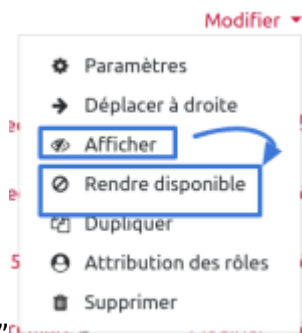 Modifier
Paramètres
Déplacer à droite
Afficher
Rendre disponible
Dupliquer
Attribution des rôles
Supprimer